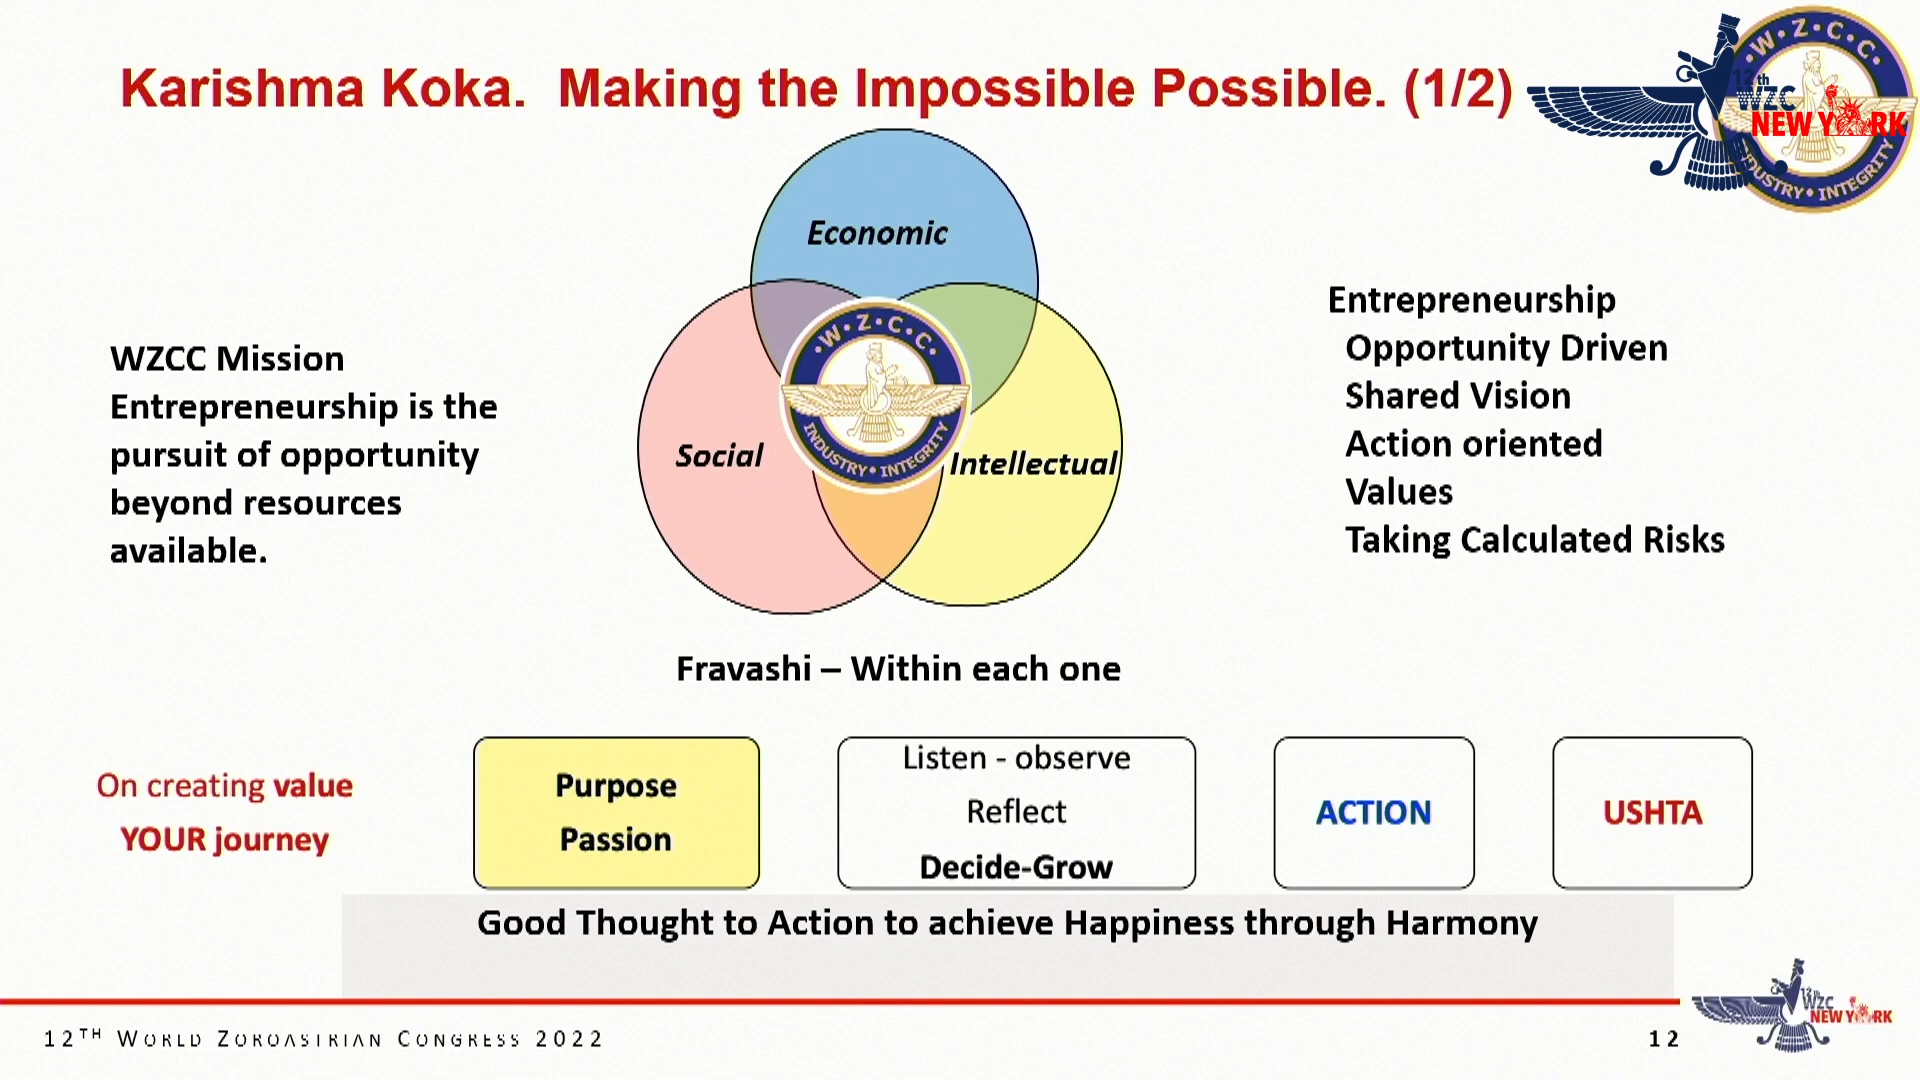 Karishma Koka. Making the Impossible Possible. (1/2)
W·Z·C·C·
12th
WZC
NEW YORK
INDUSTRY • INTEGRITY
Economic
Social
Intellectual
·W·Z·C·C·
INDUSTRY • INTEGRITY
WZCC Mission
Entrepreneurship is the
pursuit of opportunity
beyond resources
available.
Entrepreneurship
Opportunity Driven
Shared Vision
Action oriented
Values
Taking Calculated Risks
Fravashi – Within each one
On creating value
YOUR journey
Purpose
Passion
Listen - observe
Reflect
Decide-Grow
ACTION
USHTA
Good Thought to Action to achieve Happiness through Harmony
12TH WORLD ZOROASTRIAN CONGRESS 2022
12
12th
WZC
NEW YORK